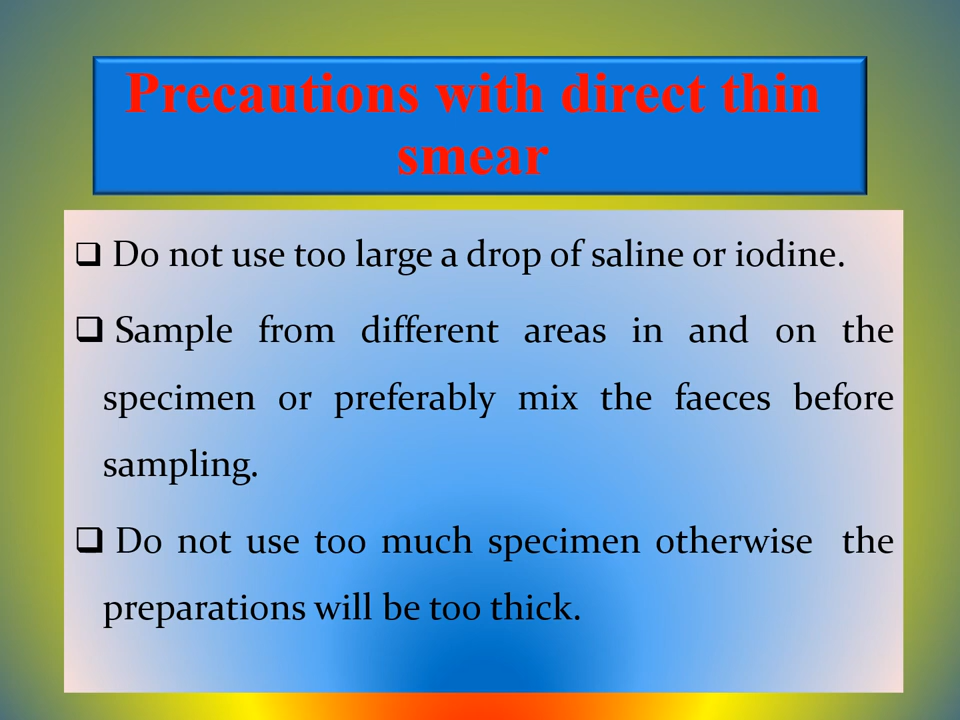 Precautions with direct thin
smear
❑ Do not use too large a drop of saline or iodine.
❑ Sample from different areas in and on the
specimen or preferably mix the faeces before
sampling.
❑ Do not use too much specimen otherwise the
preparations will be too thick.